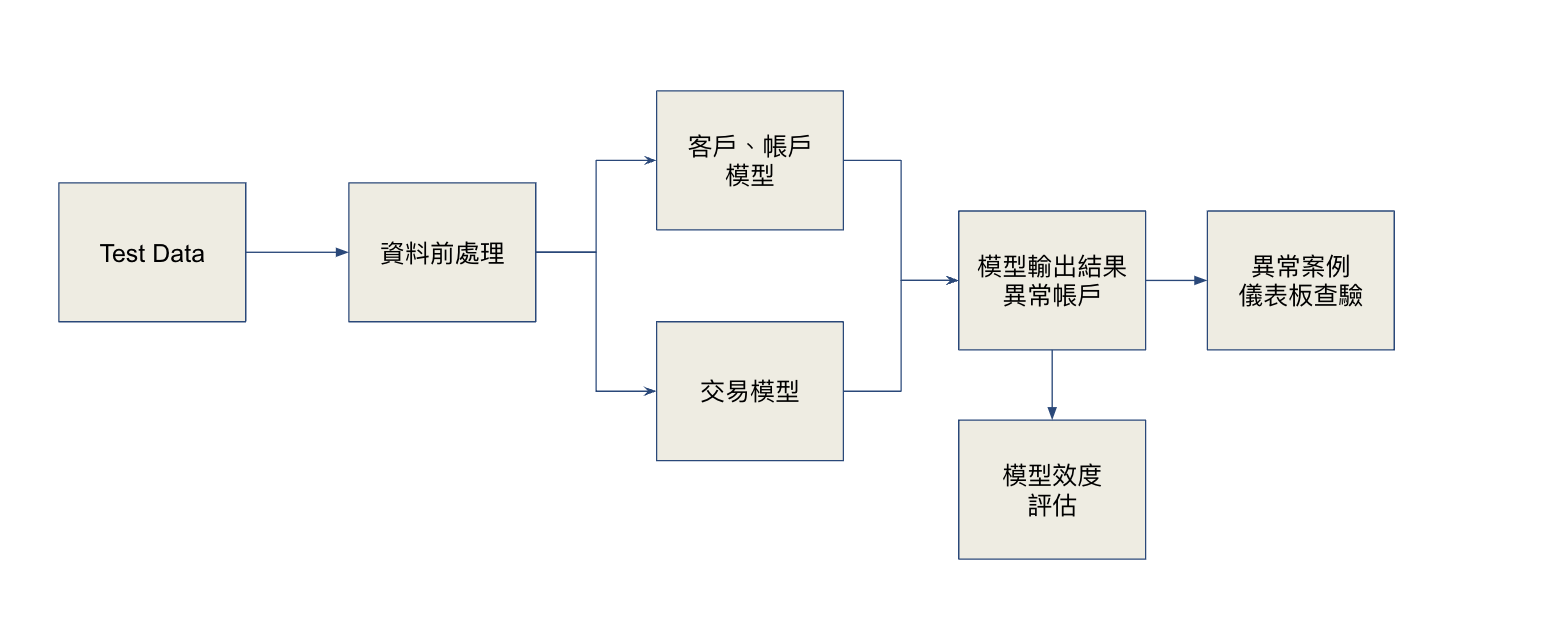 Test Data
資料前處理
客戶、帳戶
模型
交易模型
模型輸出結果
異常帳戶
異常案例
儀表板查驗
模型效度
評估